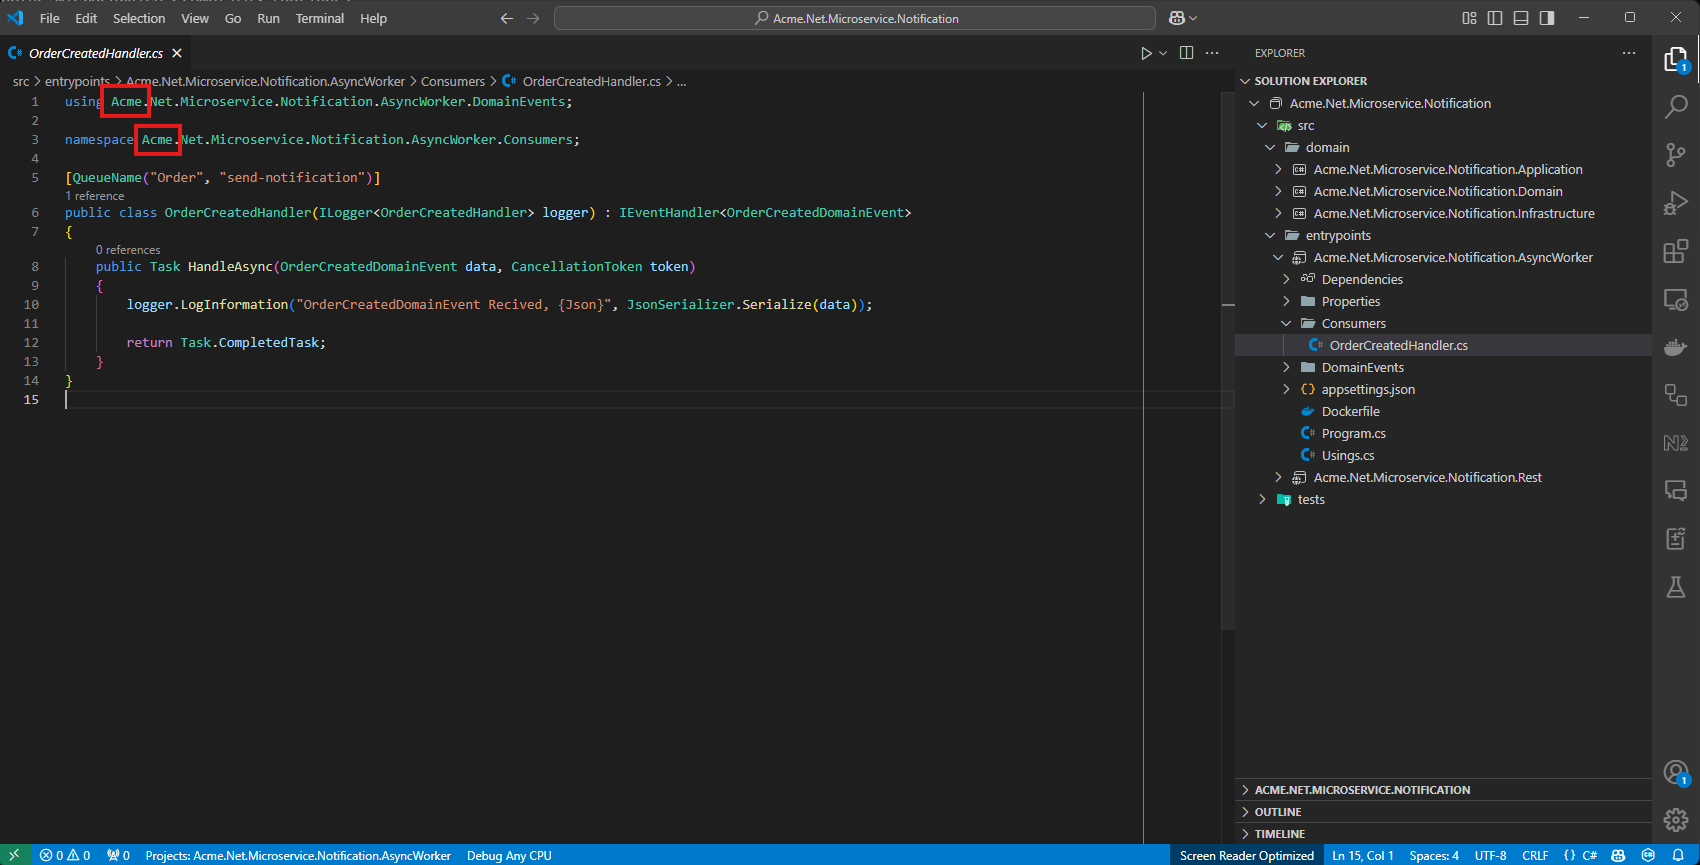 File Edit Selection View Go Run Terminal Help
Acme.Net.Microservice.Notification
OrderCreatedHandler.cs
src > entrypoints > Acme.Net.Microservice.Notification.AsyncWorker > Consumers > OrderCreatedHandler.cs > ...
1 using Acme.Net.Microservice.Notification.AsyncWorker.DomainEvents;
2
3 namespace Acme.Net.Microservice.Notification.AsyncWorker.Consumers;
4
5 [QueueName("Order", "send-notification")]
1 reference
6 public class OrderCreatedHandler(ILogger<OrderCreatedHandler> logger) : IEventHandler<OrderCreatedDomainEvent>
7 {
0 references
8 public Task HandleAsync(OrderCreatedDomainEvent data, CancellationToken token)
9 {
10 logger.LogInformation("OrderCreatedDomainEvent Recived, {Json}", JsonSerializer.Serialize(data));
11
12 return Task.CompletedTask;
13 }
14 }
15
EXPLORER
SOLUTION EXPLORER
Acme.Net.Microservice.Notification
src
domain
Acme.Net.Microservice.Notification.Application
Acme.Net.Microservice.Notification.Domain
Acme.Net.Microservice.Notification.Infrastructure
entrypoints
Acme.Net.Microservice.Notification.AsyncWorker
Dependencies
Properties
Consumers
OrderCreatedHandler.cs
DomainEvents
appsettings.json
Dockerfile
Program.cs
Usings.cs
Acme.Net.Microservice.Notification.Rest
tests
ACME.NET.MICROSERVICE.NOTIFICATION
OUTLINE
TIMELINE
1
1
0 0 0 Projects: Acme.Net.Microservice.Notification.AsyncWorker Debug Any CPU
Screen Reader Optimized Ln 15, Col 1 Spaces: 4 UTF-8 CRLF {} C#